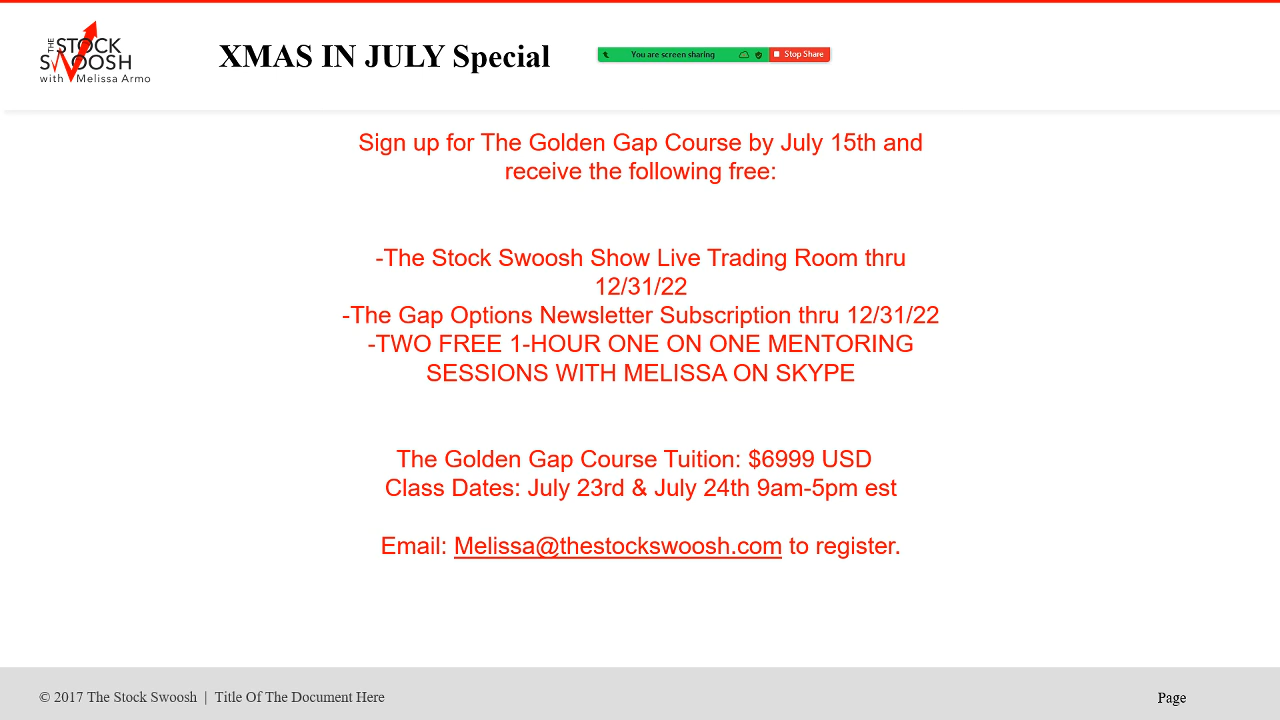 THE STOCK
SWOOSH
with Melissa Armo
XMAS IN JULY Special
You are screen sharing
Stop Share
Sign up for The Golden Gap Course by July 15th and
receive the following free:
-The Stock Swoosh Show Live Trading Room thru
12/31/22
-The Gap Options Newsletter Subscription thru 12/31/22
-TWO FREE 1-HOUR ONE ON ONE MENTORING
SESSIONS WITH MELISSA ON SKYPE
The Golden Gap Course Tuition: $6999 USD
Class Dates: July 23rd & July 24th 9am-5pm est
Email: Melissa@thestockswoosh.com to register.
© 2017 The Stock Swoosh | Title Of The Document Here
Page